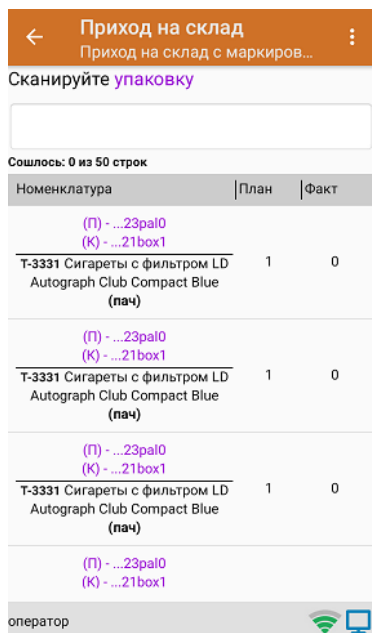 Приход на склад
Приход на склад с маркиров...
Сканируйте упаковку
Сошлось: 0 из 50 строк
Номенклатура План Факт
(П) - ...23pal0
(К) - ...21box1
Т-3331 Сигареты с фильтром LD
Autograph Club Compact Blue
(пач)
1 0
(П) - ...23pal0
(К) - ...21box1
Т-3331 Сигареты с фильтром LD
Autograph Club Compact Blue
(пач)
1 0
(П) - ...23pal0
(К) - ...21box1
Т-3331 Сигареты с фильтром LD
Autograph Club Compact Blue
(пач)
1 0
(П) - ...23pal0
(К) - ...21box1
оператор